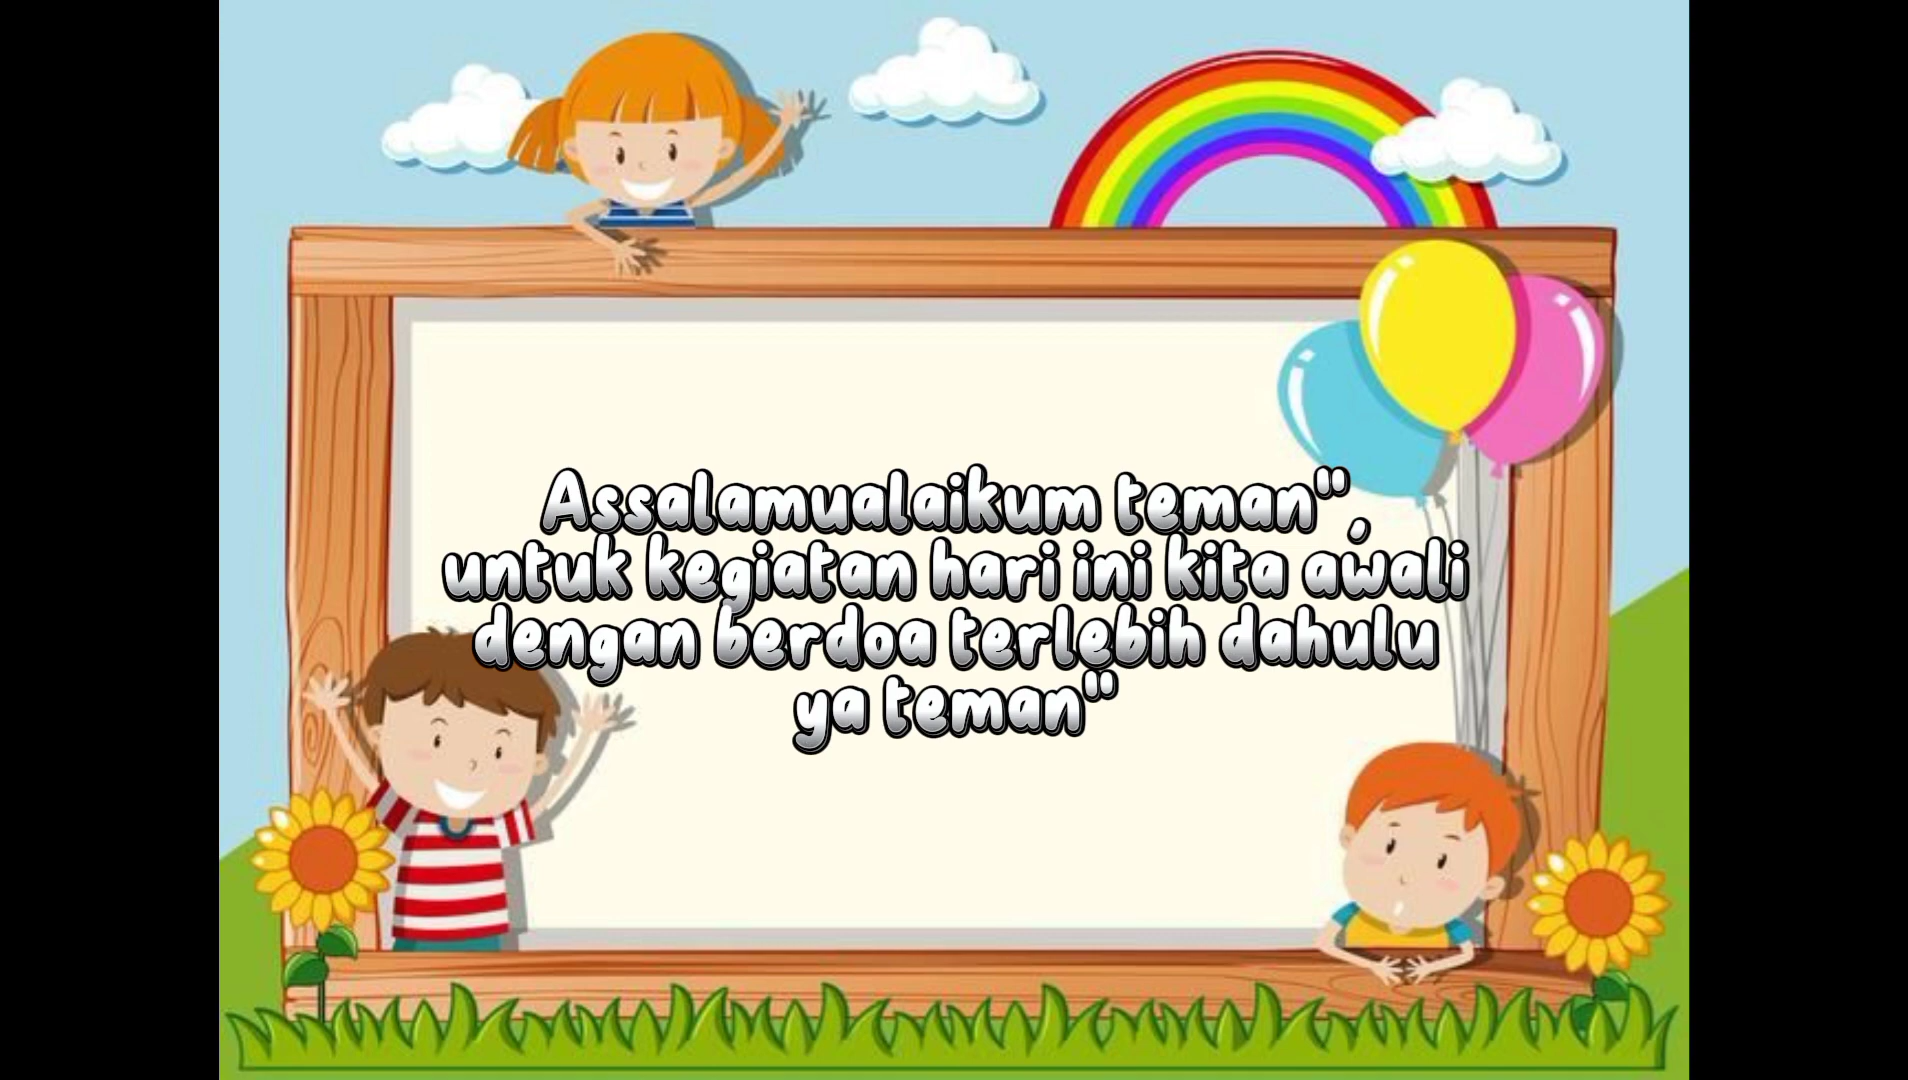 Assalamualaikum teman",
untuk kegiatan hari ini kita awali
dengan berdoa terlebih dahulu
ya teman"